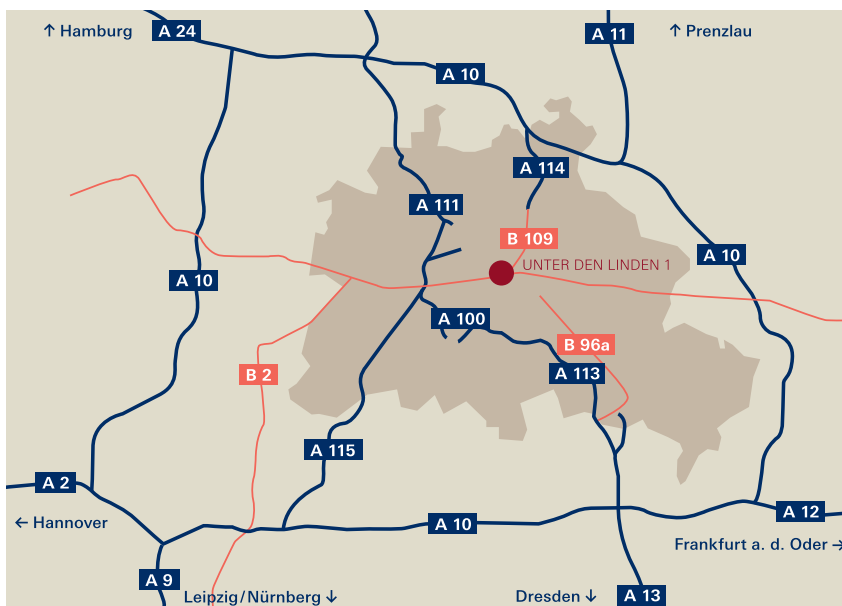 ↑ Hamburg
A 24
A 11
↑ Prenzlau
A 10
A 114
A 111
B 109
A 10
UNTER DEN LINDEN 1
A 10
A 100
B 96a
B 2
A 113
A 115
A 2
← Hannover
A 10
A 12
Frankfurt a. d. Oder →
A 9
Leipzig/Nürnberg ↓
Dresden ↓
A 13